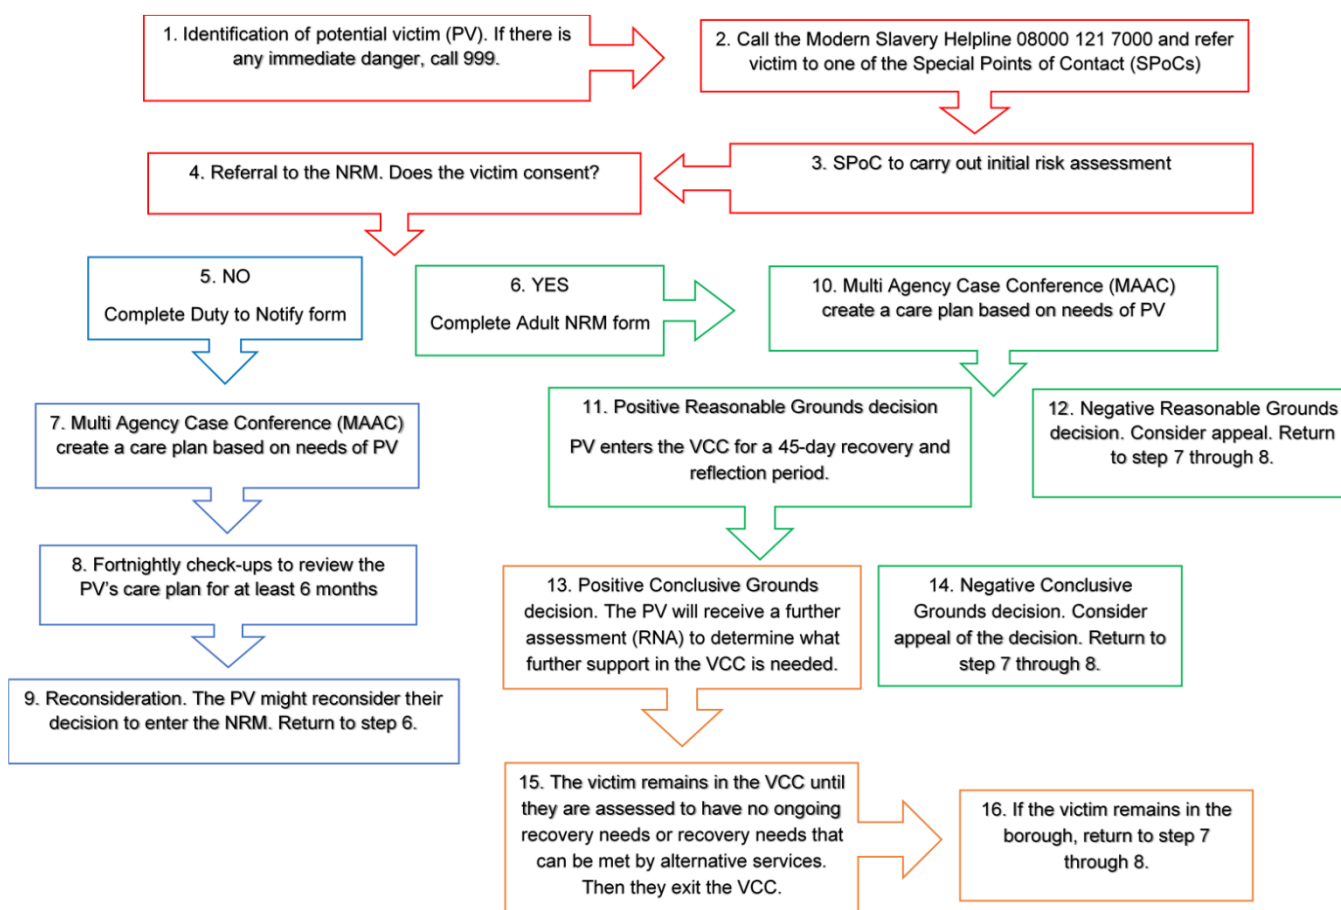 1. Identification of potential victim (PV). If there is
any immediate danger, call 999.
2. Call the Modern Slavery Helpline 08000 121 7000 and refer
victim to one of the Special Points of Contact (SPoCs)
3. SPoC to carry out initial risk assessment
4. Referral to the NRM. Does the victim consent?
5. NO
Complete Duty to Notify form
6. YES
Complete Adult NRM form
7. Multi Agency Case Conference (MAAC)
create a care plan based on needs of PV
8. Fortnightly check-ups to review the
PV's care plan for at least 6 months
9. Reconsideration. The PV might reconsider their
decision to enter the NRM. Return to step 6.
10. Multi Agency Case Conference (MAAC)
create a care plan based on needs of PV
11. Positive Reasonable Grounds decision
PV enters the VCC for a 45-day recovery and
reflection period.
12. Negative Reasonable Grounds
decision. Consider appeal. Return
to step 7 through 8.
13. Positive Conclusive Grounds
decision. The PV will receive a further
assessment (RNA) to determine what
further support in the VCC is needed.
14. Negative Conclusive
Grounds decision. Consider
appeal of the decision. Return to
step 7 through 8.
15. The victim remains in the VCC until
they are assessed to have no ongoing
recovery needs or recovery needs that
can be met by alternative services.
Then they exit the VCC.
16. If the victim remains in the
borough, return to step 7
through 8.